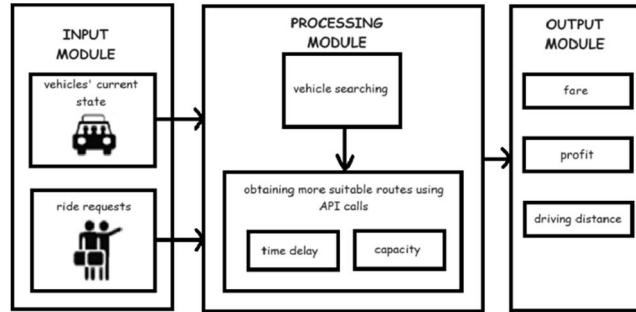 INPUT
MODULE
vehicles' current
state
ride requests
PROCESSING
MODULE
vehicle searching
obtaining more suitable routes using
API calls
time delay
capacity
OUTPUT
MODULE
fare
profit
driving distance